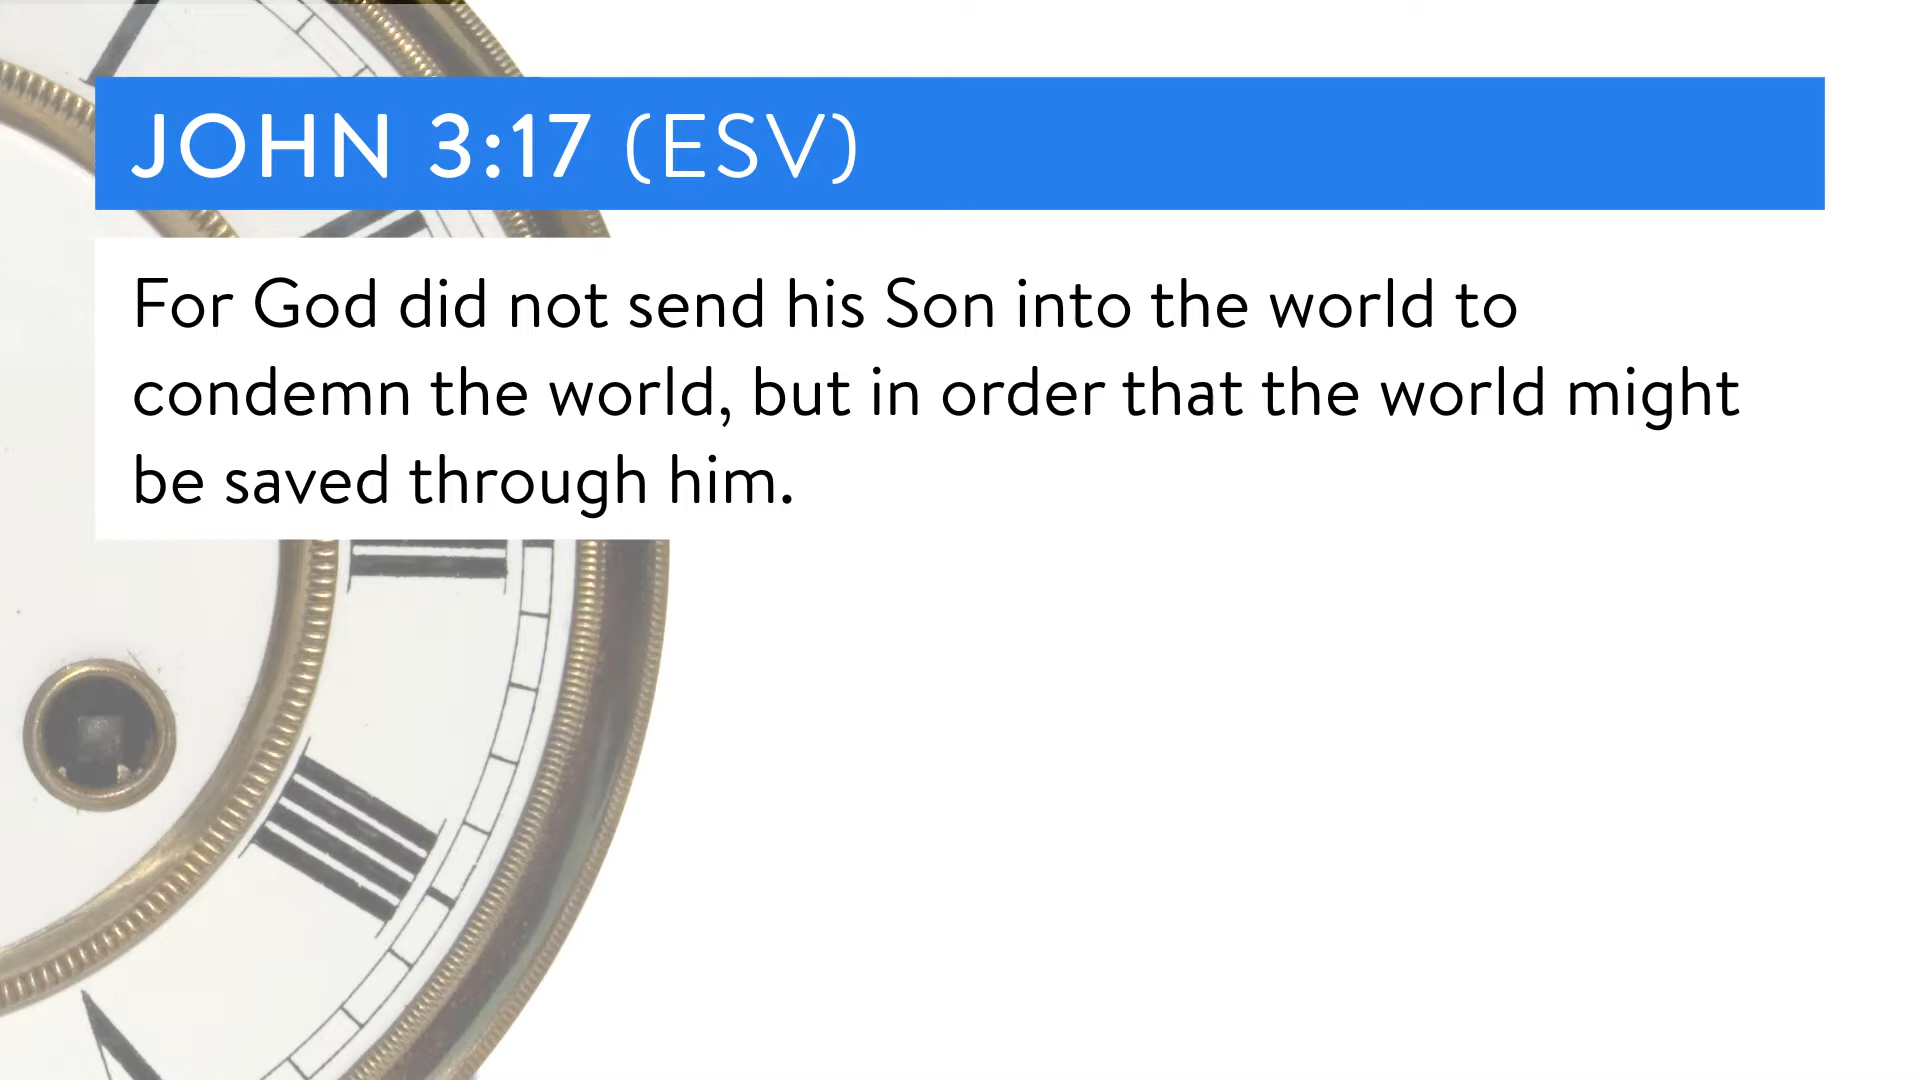 JOHN 3:17 (ESV)
For God did not send his Son into the world to
condemn the world, but in order that the world might
be saved through him.
IIII